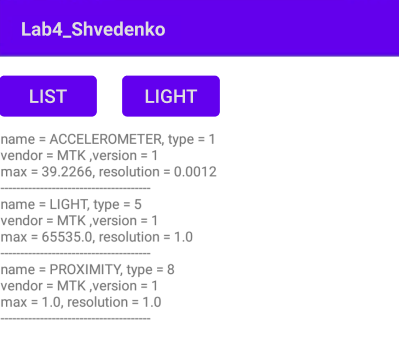 Lab4_Shvedenko
LIST LIGHT
name = ACCELEROMETER, type = 1
vendor = MTK ,version = 1
max = 39.2266, resolution = 0.0012
--------------------------------------
name = LIGHT, type = 5
vendor = MTK ,version = 1
max = 65535.0, resolution = 1.0
--------------------------------------
name = PROXIMITY, type = 8
vendor = MTK ,version = 1
max = 1.0, resolution = 1.0
--------------------------------------